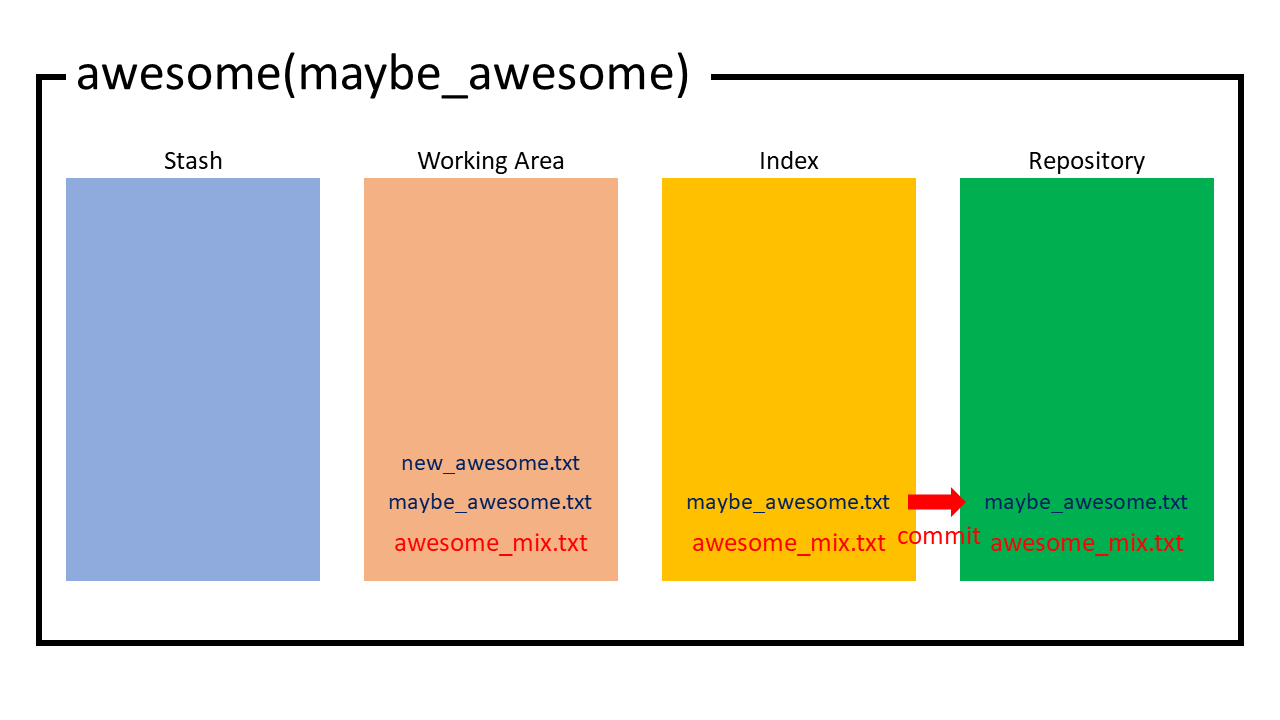 awesome(maybe_awesome)
Stash
Working Area
Index
Repository
new_awesome.txt
maybe_awesome.txt
awesome_mix.txt
maybe_awesome.txt
awesome_mix.txt
commit
maybe_awesome.txt
awesome_mix.txt